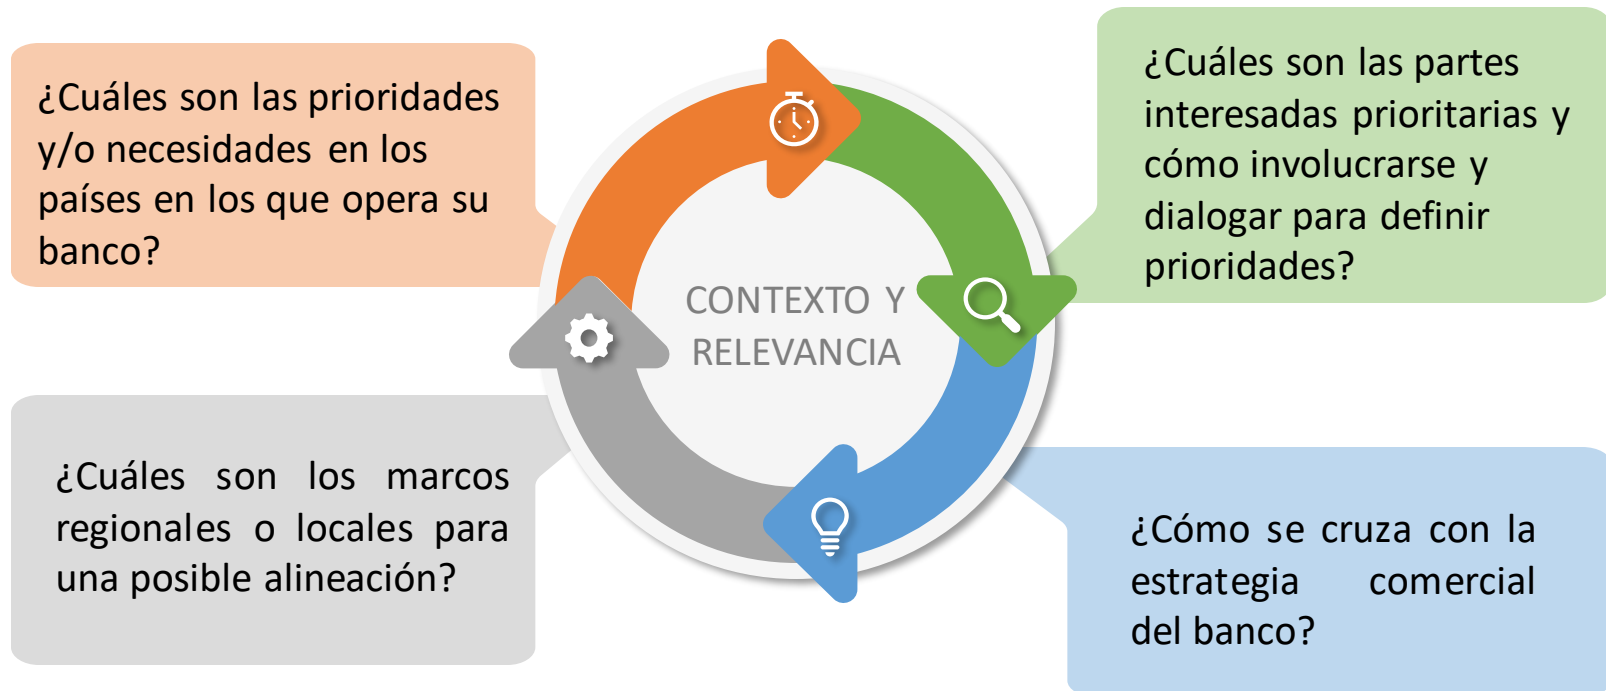 ¿Cuáles son las prioridades
y/o necesidades en los
países en los que opera su
banco?
¿Cuáles son las partes
interesadas prioritarias y
cómo involucrarse y
dialogar para definir
prioridades?
CONTEXTO Y
RELEVANCIA
¿Cuáles son los marcos
regionales o locales para
una posible alineación?
¿Cómo se cruza con la
estrategia comercial
del banco?